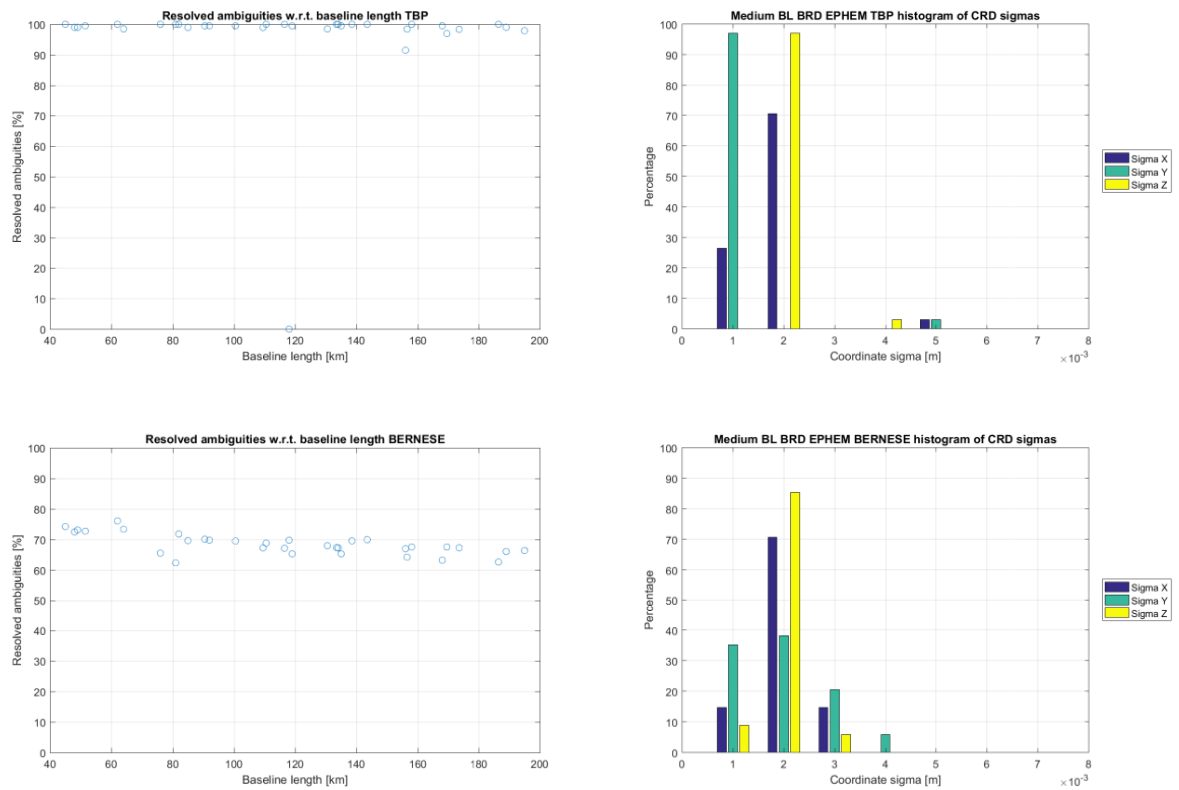 Resolved ambiguities w.r.t. baseline length TBP
100
90
80
70
60
50
40
30
20
10
0
Resolved ambiguities [%]
40 60 80 100 120 140 160 180 200
Baseline length [km]
Medium BL BRD EPHEM TBP histogram of CRD sigmas
100
90
80
70
60
50
40
30
20
10
0
Percentage
0 1 2 3 4 5 6 7 8
Coordinate sigma [m]
×10-3
Sigma X
Sigma Y
Sigma Z
Resolved ambiguities w.r.t. baseline length BERNESE
100
90
80
70
60
50
40
30
20
10
0
Resolved ambiguities [%]
40 60 80 100 120 140 160 180 200
Baseline length [km]
Medium BL BRD EPHEM BERNESE histogram of CRD sigmas
100
90
80
70
60
50
40
30
20
10
0
Percentage
0 1 2 3 4 5 6 7 8
Coordinate sigma [m]
×10-3
Sigma X
Sigma Y
Sigma Z